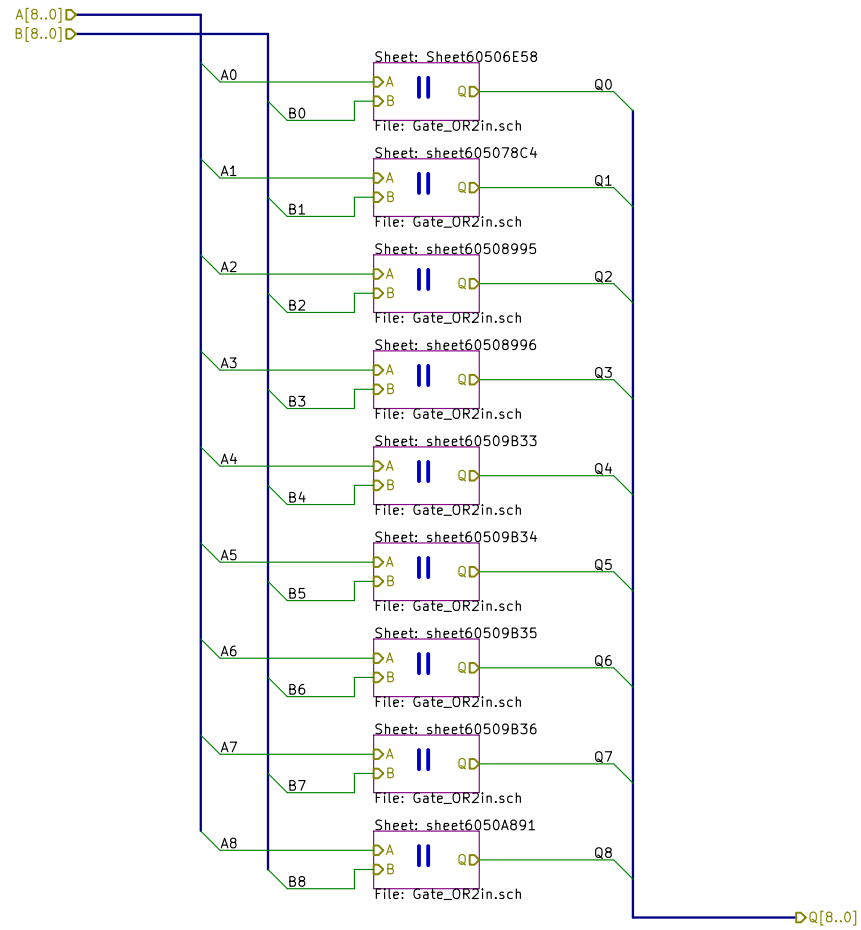 A[8..0]
B[8..0]
Sheet: Sheet60506E58
A0 A Q Q0
B0 B
File: Gate_OR2in.sch
Sheet: sheet605078C4
A1 A Q Q1
B1 B
File: Gate_OR2in.sch
Sheet: sheet60508995
A2 A Q Q2
B2 B
File: Gate_OR2in.sch
Sheet: sheet60508996
A3 A Q Q3
B3 B
File: Gate_OR2in.sch
Sheet: sheet60509B33
A4 A Q Q4
B4 B
File: Gate_OR2in.sch
Sheet: sheet60509B34
A5 A Q Q5
B5 B
File: Gate_OR2in.sch
Sheet: sheet60509B35
A6 A Q Q6
B6 B
File: Gate_OR2in.sch
Sheet: sheet60509B36
A7 A Q Q7
B7 B
File: Gate_OR2in.sch
Sheet: sheet6050A891
A8 A Q Q8
B8 B
File: Gate_OR2in.sch
Q[8..0]